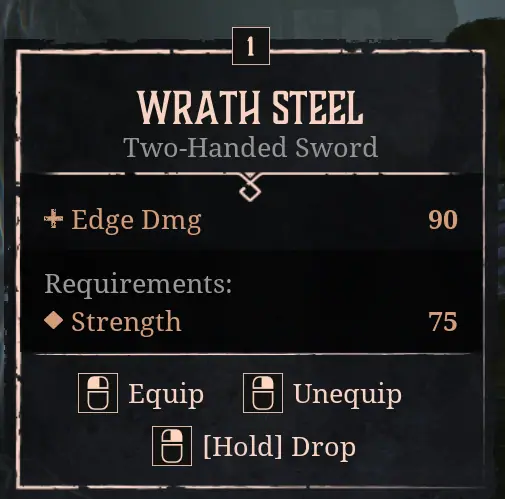 1
WRATH STEEL
Two-Handed Sword
Edge Dmg 90
Requirements:
Strength 75
Equip Unequip
[Hold] Drop